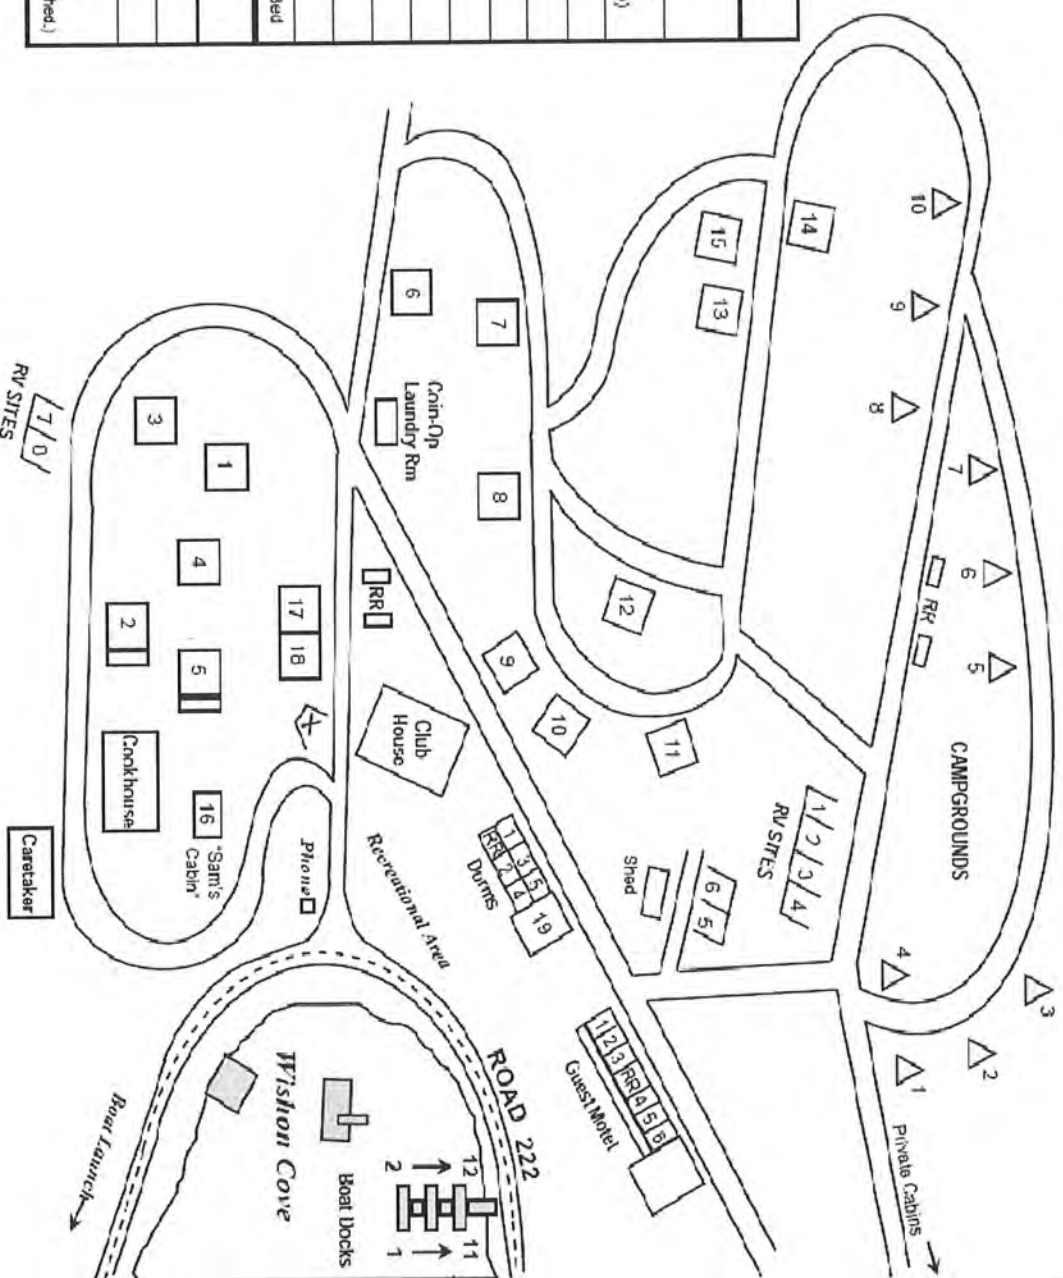 hed.)
Bed
10
9
8
7
6
5
4
3
2
1
RR
CAMPGROUNDS
Private Cabins
14
15
13
12
11
10
9
6
7
8
Coin-Op
Laundry Rm
1/2/3/4/
RV SITES
6/5/
Shed
3
1
4
2
5
17 18
16
"Sam's
Cabin"
Cookhouse
Caretaker
/7/0/
RV SITES
RR
X
Club
House
Phone
Recreational Area
1 3 5
RR 2 4
19
Dorms
1 2 3 RR 4 5 6
Guest Motel
ROAD 222
Wishon Cove
Boat Docks
12
2
11
1
Boat Launch